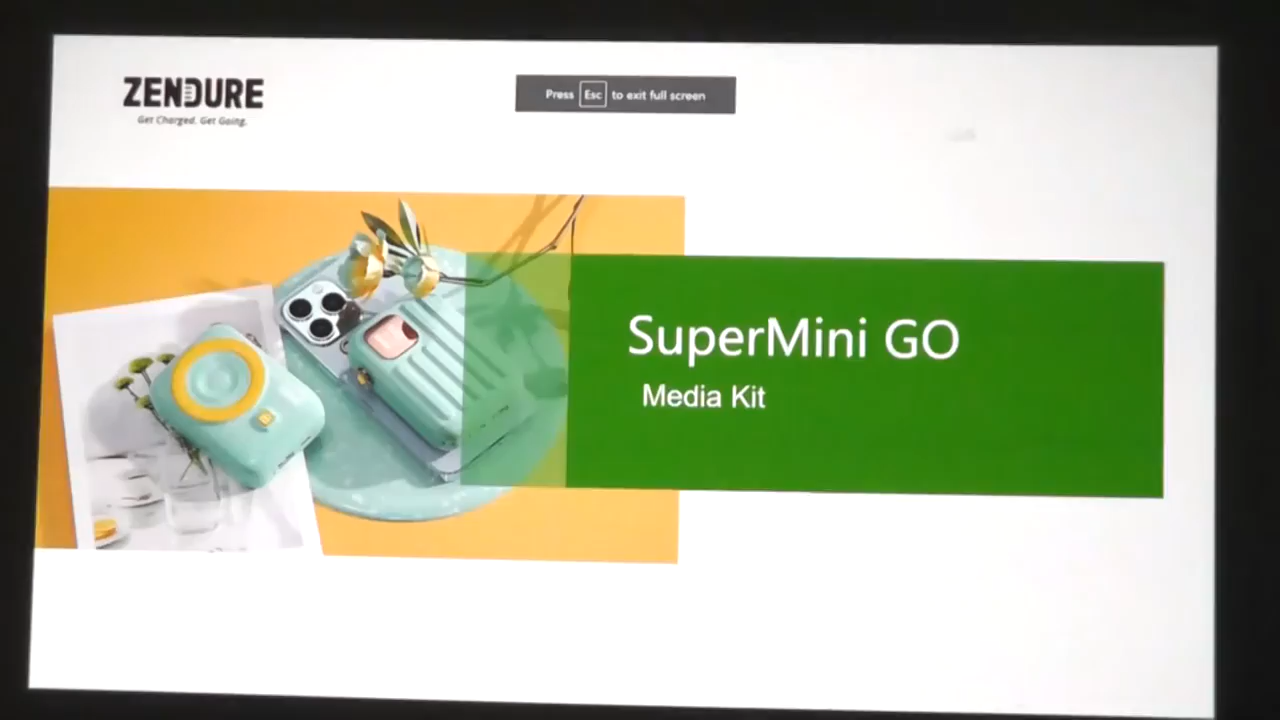 ZENDURE
Get Charged. Get Going.
Press Esc to exit full screen
SuperMini GO
Media Kit